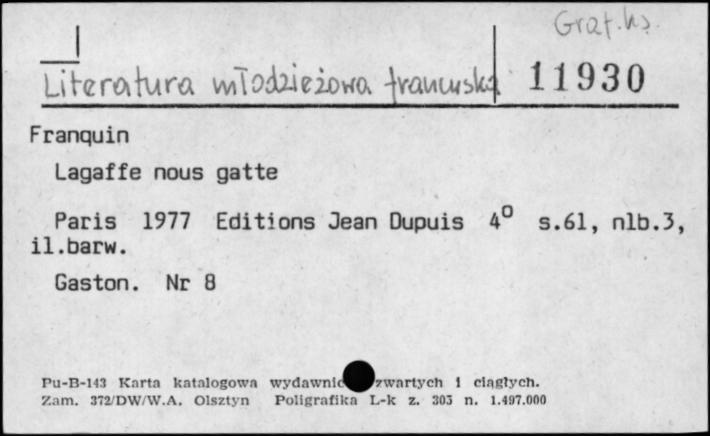 Graf. ks.
Literatura młodzieżowa francuska 11930
Franquin
Lagaffe nous gatte
Paris 1977 Editions Jean Dupuis 4º s.61, nlb.3,
il.barw.
Gaston. Nr 8
Pu-B-143 Karta katalogowa zwartych i ciągłych.
Zam. 372/DW/W.A. Olsztyn Poligrafika L-k z. 303 n. 1.497.000